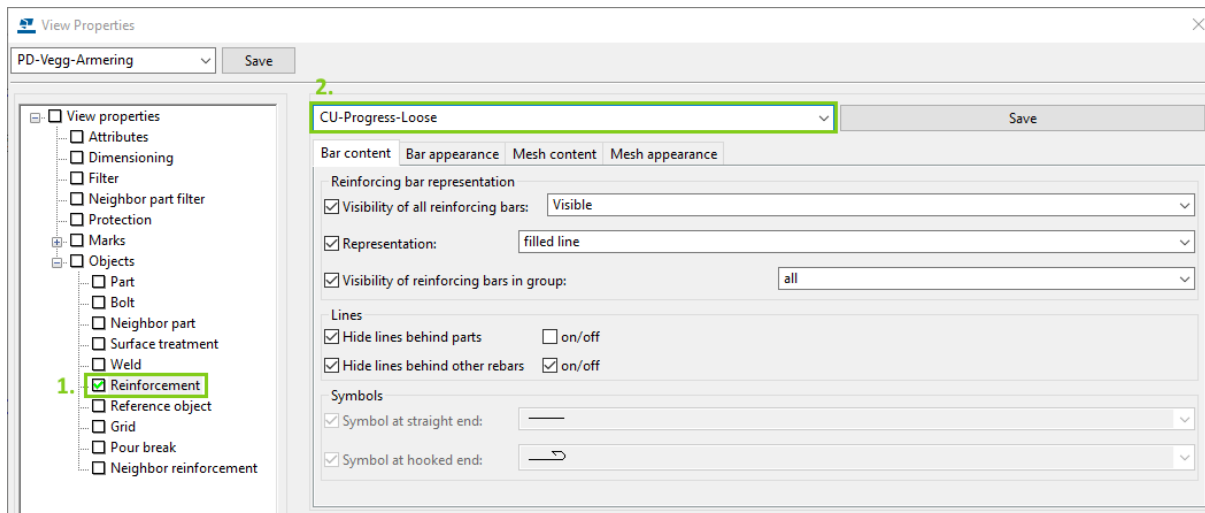 View Properties
PD-Vegg-Armering Save
2.
View properties
Attributes
Dimensioning
Filter
Neighbor part filter
Protection
Marks
Objects
Part
Bolt
Neighbor part
Surface treatment
Weld
1. Reinforcement
Reference object
Grid
Pour break
Neighbor reinforcement
CU-Progress-Loose Save
Bar content Bar appearance Mesh content Mesh appearance
Reinforcing bar representation
Visibility of all reinforcing bars: Visible
Representation: filled line
Visibility of reinforcing bars in group: all
Lines
Hide lines behind parts on/off
Hide lines behind other rebars on/off
Symbols
Symbol at straight end:
Symbol at hooked end: